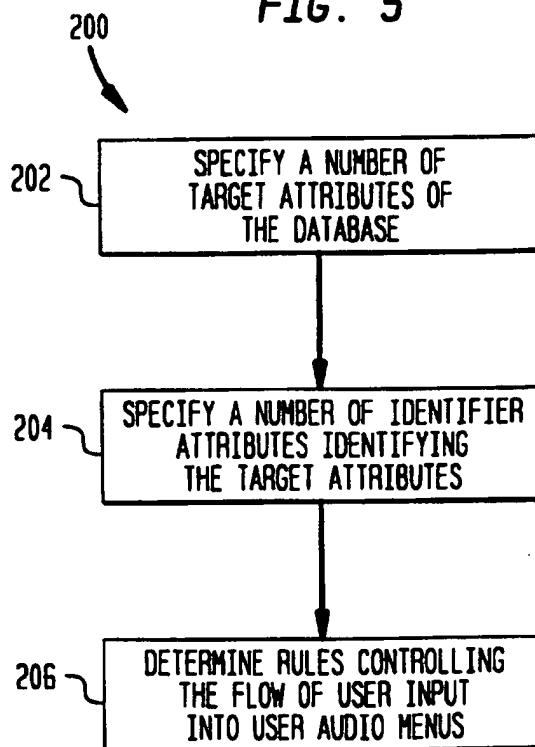 FIG. 5
200
202
SPECIFY A NUMBER OF
TARGET ATTRIBUTES OF
THE DATABASE
204
SPECIFY A NUMBER OF IDENTIFIER
ATTRIBUTES IDENTIFYING
THE TARGET ATTRIBUTES
206
DETERMINE RULES CONTROLLING
THE FLOW OF USER INPUT
INTO USER AUDIO MENUS